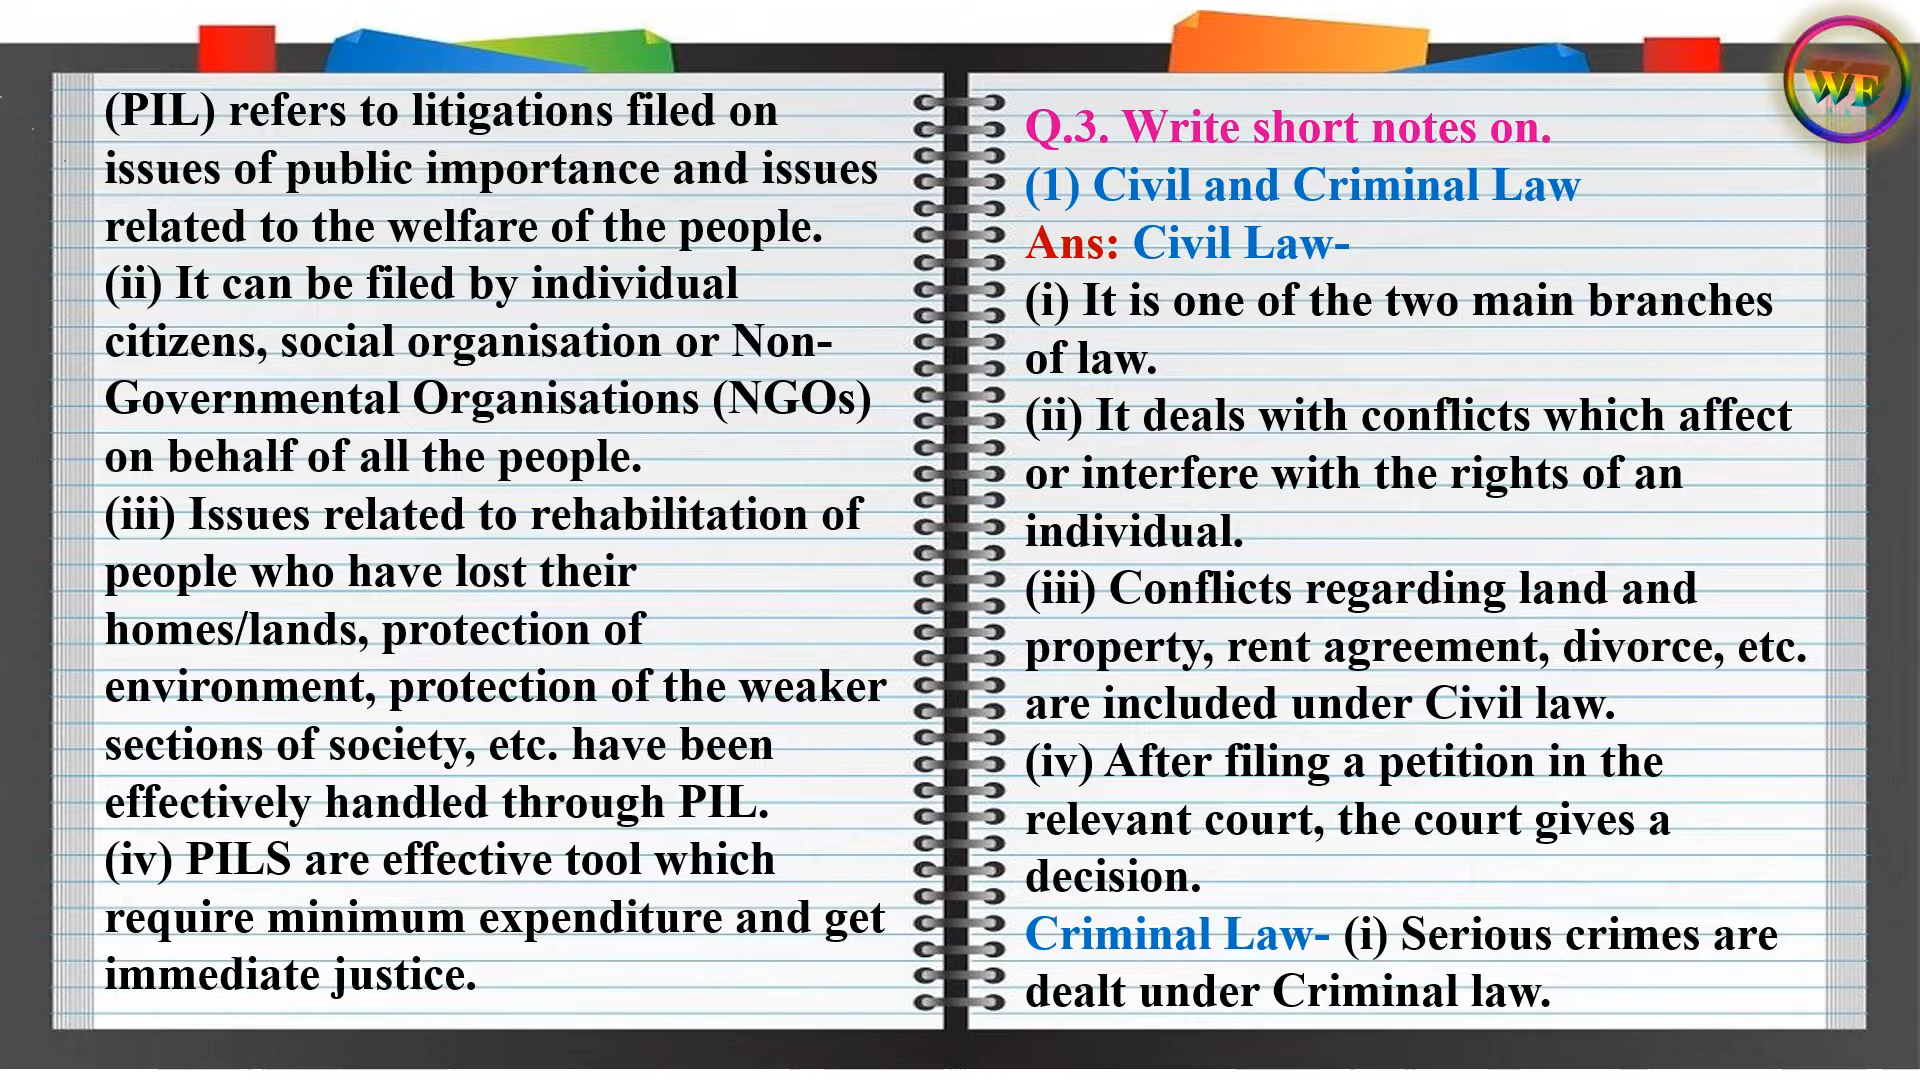 (PIL) refers to litigations filed on
issues of public importance and issues
related to the welfare of the people.
(ii) It can be filed by individual
citizens, social organisation or Non-
Governmental Organisations (NGOs)
on behalf of all the people.
(iii) Issues related to rehabilitation of
people who have lost their
homes/lands, protection of
environment, protection of the weaker
sections of society, etc. have been
effectively handled through PIL.
(iv) PILS are effective tool which
require minimum expenditure and get
immediate justice.
Q.3. Write short notes on.
(1) Civil and Criminal Law
Ans: Civil Law-
(i) It is one of the two main branches
of law.
(ii) It deals with conflicts which affect
or interfere with the rights of an
individual.
(iii) Conflicts regarding land and
property, rent agreement, divorce, etc.
are included under Civil law.
(iv) After filing a petition in the
relevant court, the court gives a
decision.
Criminal Law- (i) Serious crimes are
dealt under Criminal law.
WE